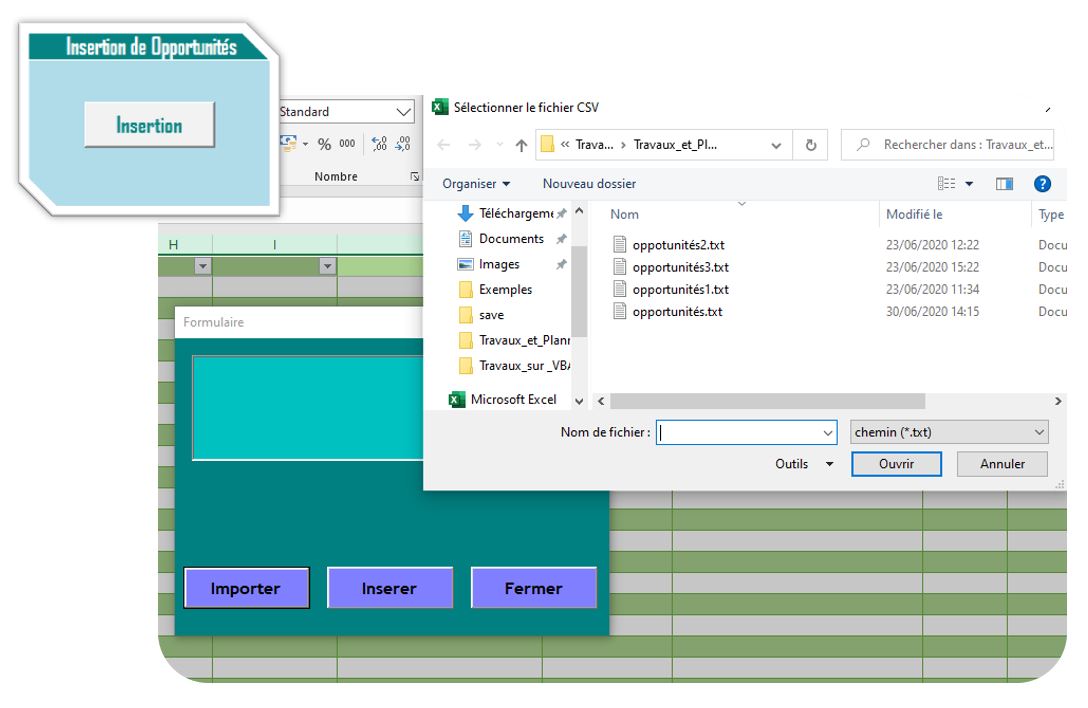 Insertion de Opportunités
Insertion
Standard
% 000 ,00 ,00
Nombre
H I
Formulaire
Importer Inserer Fermer
Sélectionner le fichier CSV
« Trava... › Travaux_et_Pl...
Rechercher dans : Travaux_et...
Organiser Nouveau dossier
?
Téléchargeme
Documents
Images
Exemples
save
Travaux_et_Plann
Travaux_sur _VBA
Microsoft Excel
Nom Modifié le Type
oppotunités2.txt 23/06/2020 12:22 Docu
opportunités3.txt 23/06/2020 15:22 Docu
opportunités1.txt 23/06/2020 11:34 Docu
opportunités.txt 30/06/2020 14:15 Docu
Nom de fichier : chemin (*.txt)
Outils Ouvrir Annuler